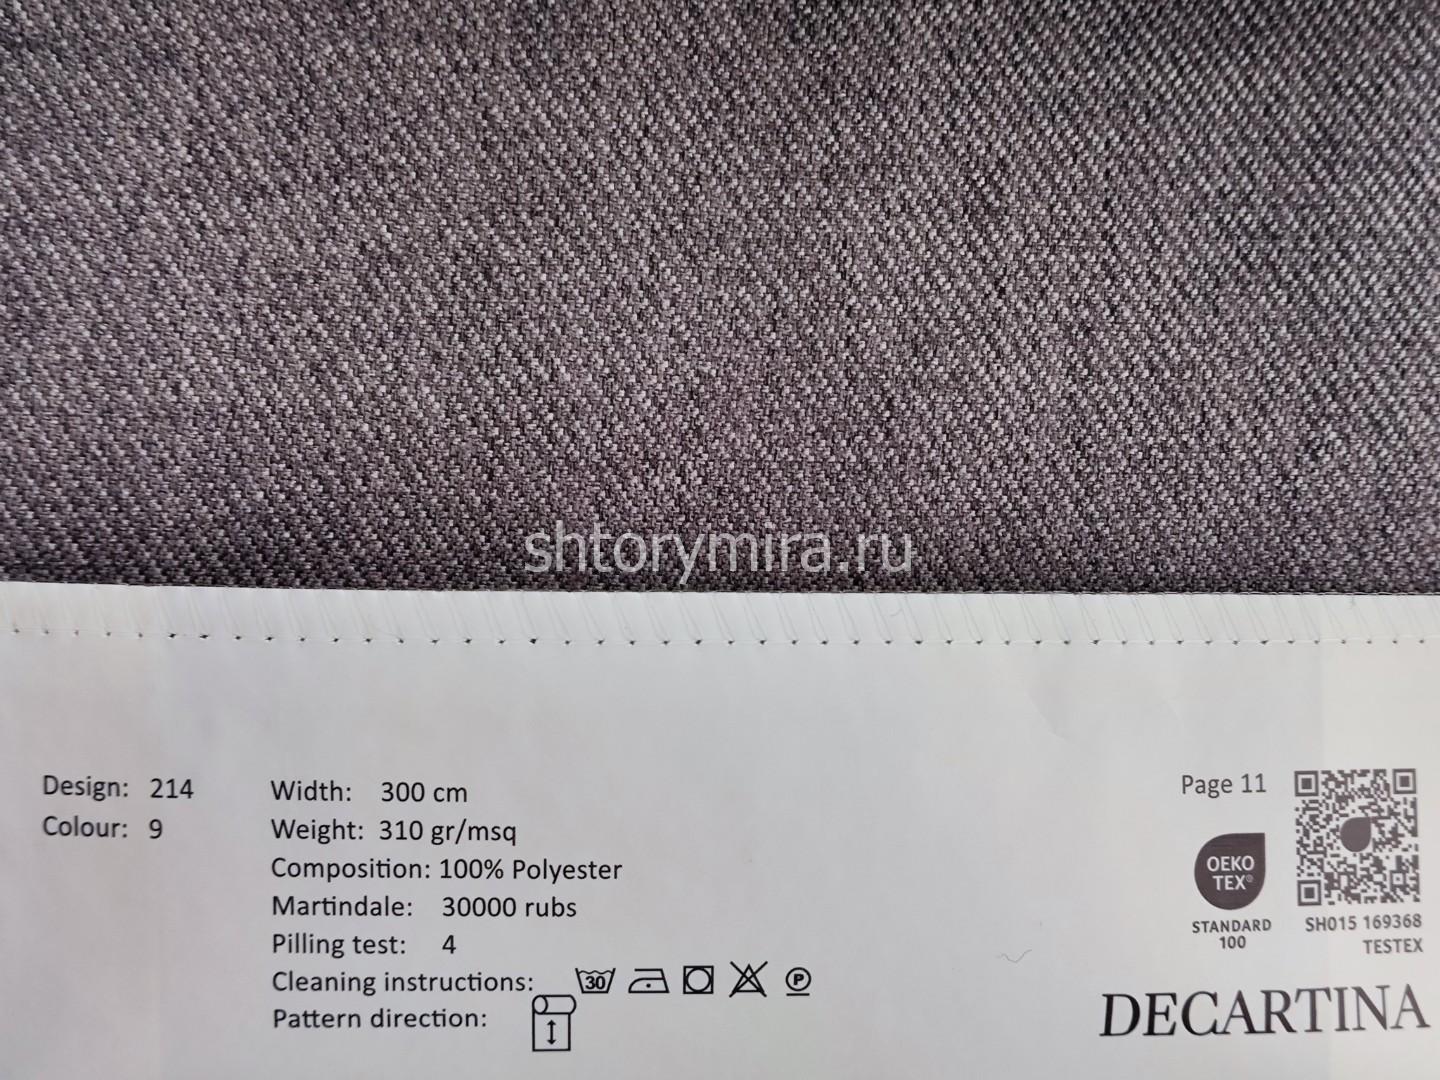 shtorymira.ru
Design: 214
Colour: 9
Width: 300 cm
Weight: 310 gr/msq
Composition: 100% Polyester
Martindale: 30000 rubs
Pilling test: 4
Cleaning instructions: 30 P
Pattern direction:
Page 11
OEKO
TEX®
STANDARD
100
SH015 169368
TESTEX
DECARTINA